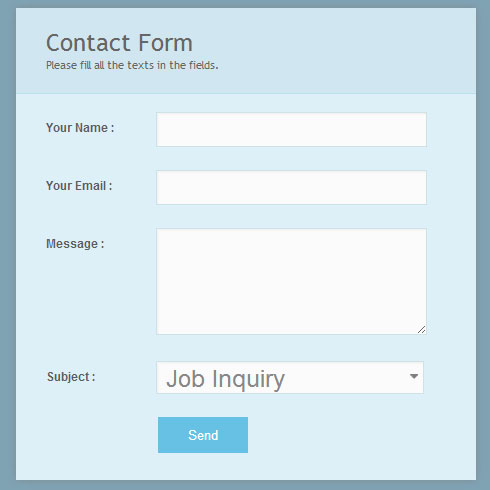 Contact Form
Please fill all the texts in the fields.
Your Name :
Your Email :
Message :
Subject :
Job Inquiry
Send